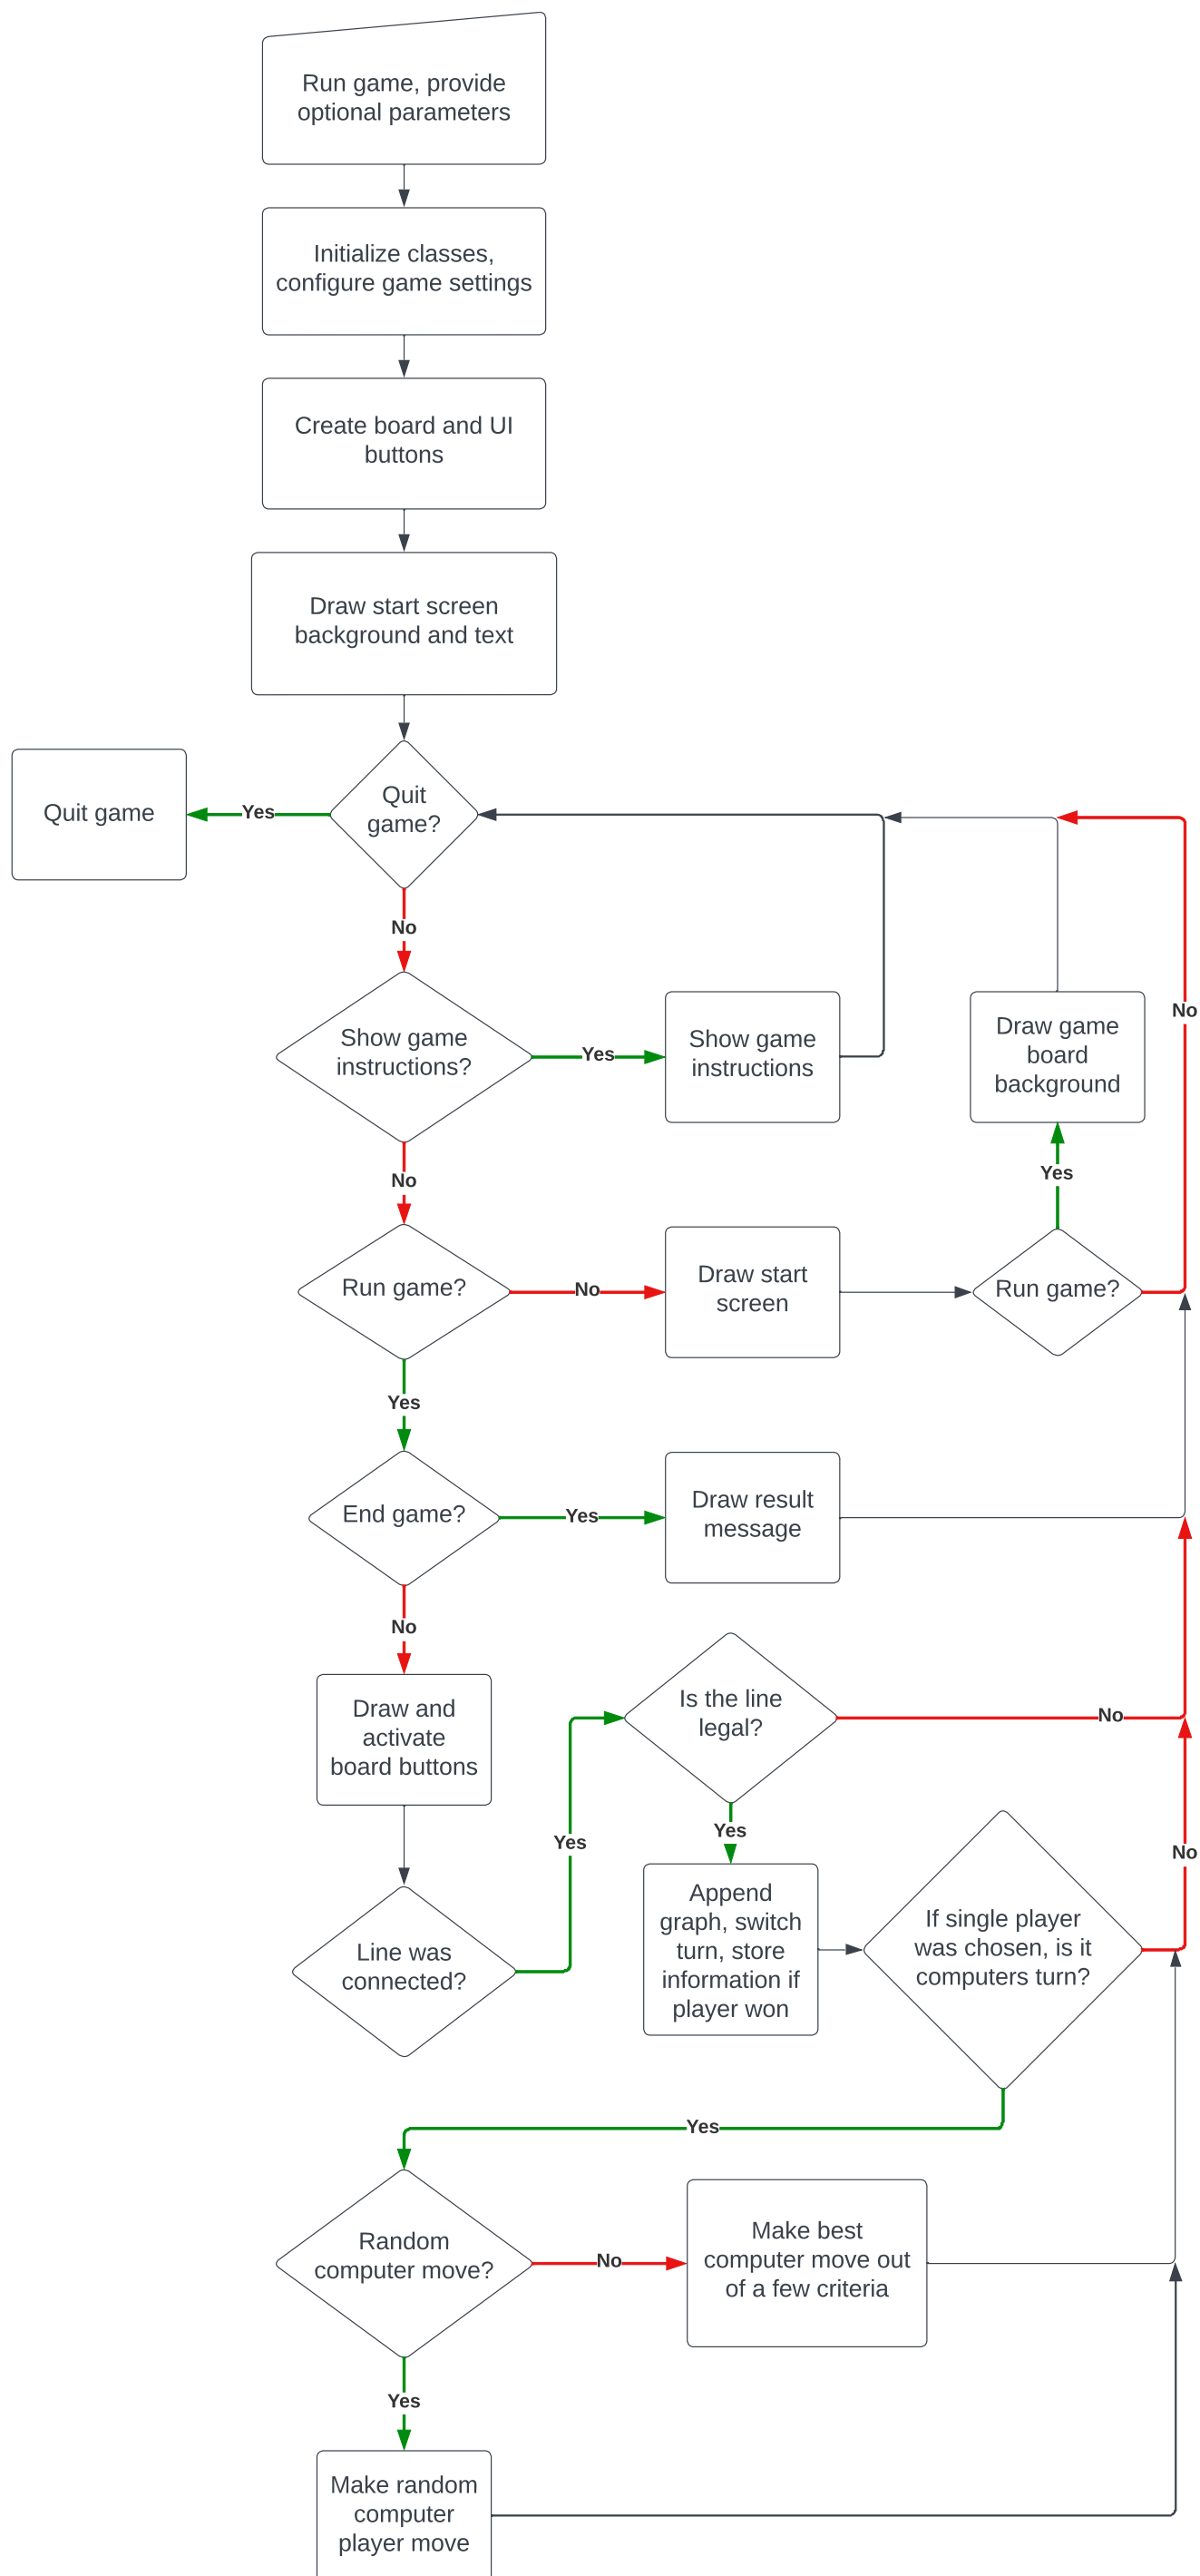 Run game, provide
optional parameters
Initialize classes,
configure game settings
Create board and UI
buttons
Draw start screen
background and text
Quit game
Yes
Quit
game?
No
Show game
instructions?
Yes
Show game
instructions
Draw game
board
background
No
No
Yes
Run game?
No
Draw start
screen
Run game?
Yes
End game?
Yes
Draw result
message
No
Draw and
activate
board buttons
Is the line
legal?
No
Yes
Yes
Line was
connected?
Append
graph, switch
turn, store
information if
player won
If single player
was chosen, is it
computers turn?
No
Yes
Random
computer move?
No
Make best
computer move out
of a few criteria
Yes
Make random
computer
player move